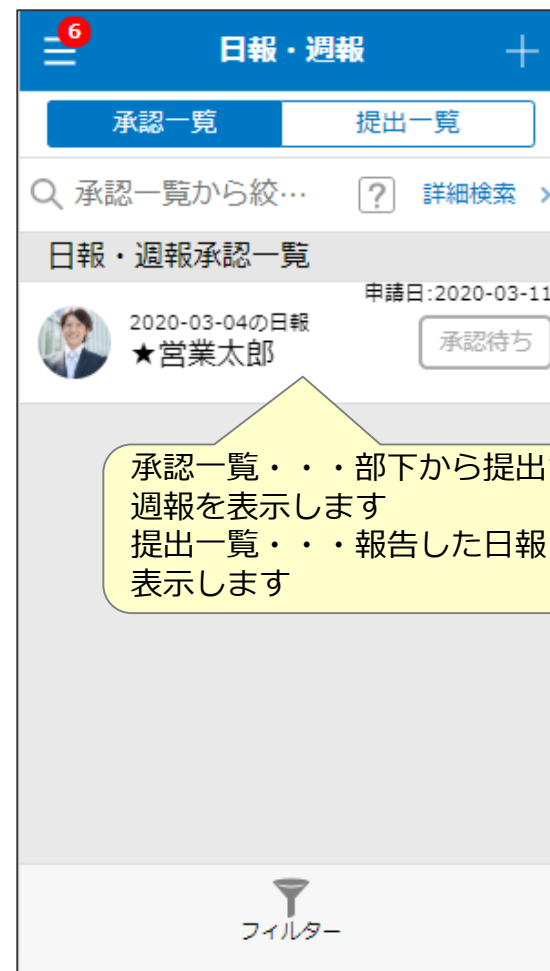 6
日報・週報
承認一覧
提出一覧
承認一覧から絞…
?
詳細検索
日報・週報承認一覧
申請日:2020-03-11
2020-03-04の日報
★営業太郎
承認待ち
承認一覧・・・部下から提出
週報を表示します
提出一覧・・・報告した日報
表示します
フィルター